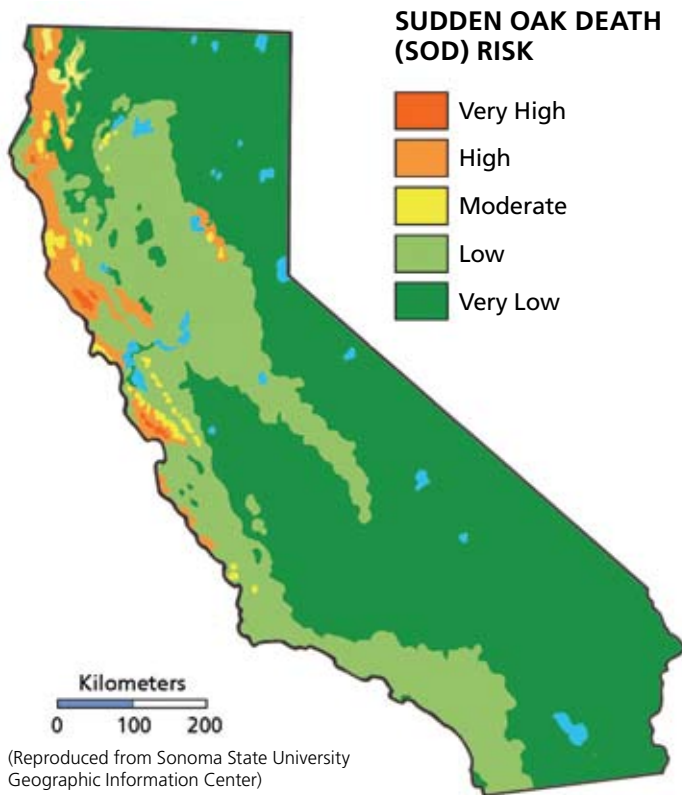 SUDDEN OAK DEATH
(SOD) RISK
Very High
High
Moderate
Low
Very Low
Kilometers
0 100 200
(Reproduced from Sonoma State University
Geographic Information Center)